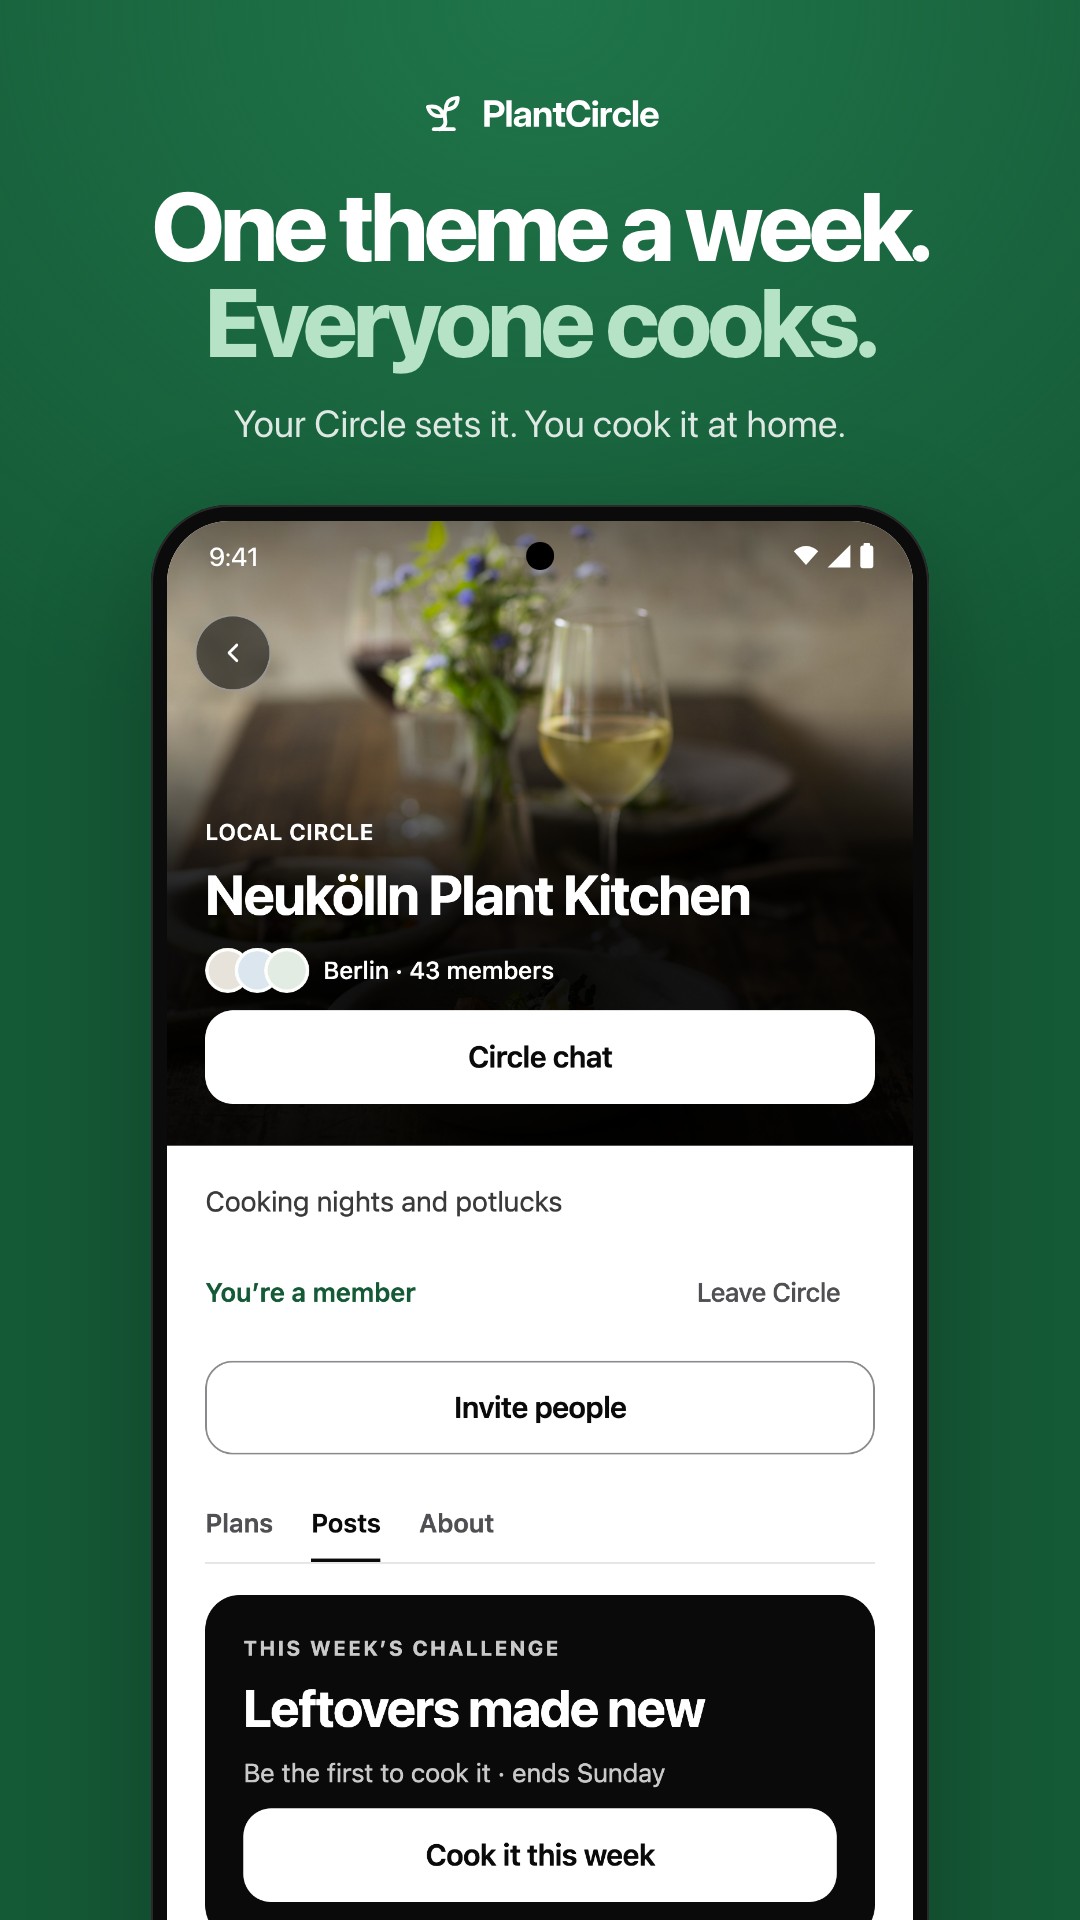 PlantCircle
One theme a week.
Everyone cooks.
Your Circle sets it. You cook it at home.
9:41
LOCAL CIRCLE
Neukölln Plant Kitchen
Berlin · 43 members
Circle chat
Cooking nights and potlucks
You’re a member
Leave Circle
Invite people
Plans Posts About
THIS WEEK’S CHALLENGE
Leftovers made new
Be the first to cook it · ends Sunday
Cook it this week